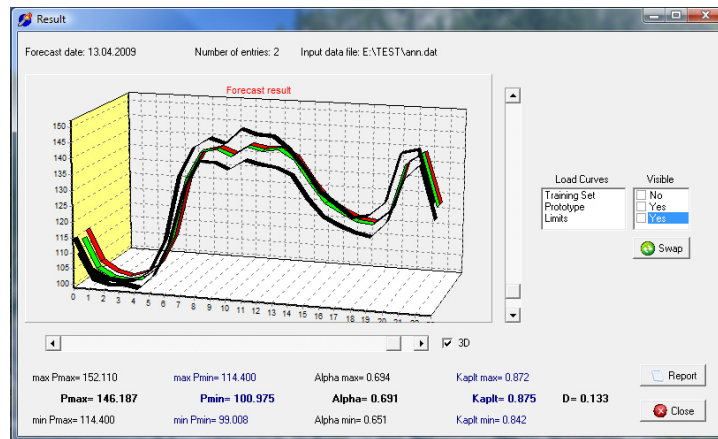 Result
Forecast date: 13.04.2009 Number of entries: 2 Input data file: E:\TEST\ann.dat
Forecast result
150
145
140
135
130
125
120
115
110
105
100
0 1 2 3 4 5 6 7 8 9 10 11 12 13 14 15 16 17 18 19 20 21 22
Load Curves Visible
Training Set No
Prototype Yes
Limits Yes
Swap
3D
max Pmax= 152.110 max Pmin= 114.400 Alpha max= 0.694 Kaplt max= 0.872
Pmax= 146.187 Pmin= 100.975 Alpha= 0.691 Kaplt= 0.875 D= 0.133
min Pmax= 114.400 min Pmin= 99.008 Alpha min= 0.651 Kaplt min= 0.842
Report
Close